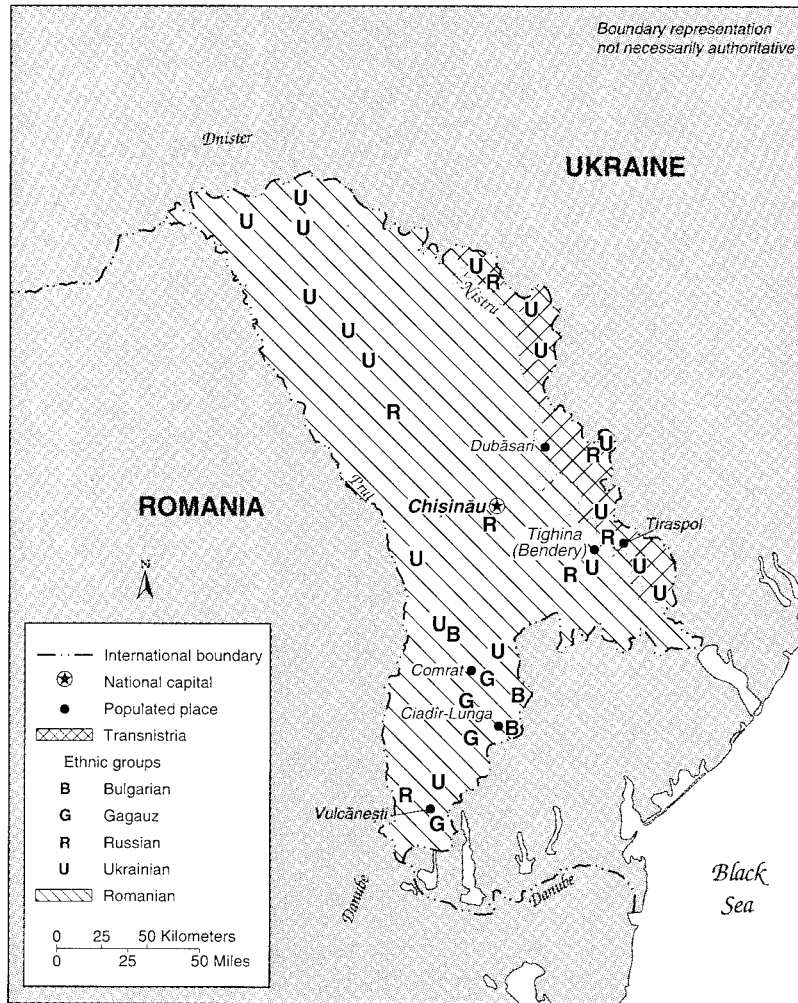 Boundary representation
not necessarily authoritative
Dnister
UKRAINE
U
U
U
U
R
Nistru
U
U
U
U
U
R
Dubăsari
R
U
Prut
ROMANIA
Chisinău
R
U
Tiraspol
Tighina
(Bendery)
R
U
R
U
U
U
N
U
B
U
Comrat
G
B
G
Ciadîr-Lunga
B
G
U
R
Vulcănești
G
Danube
Danube
Black
Sea
International boundary
National capital
Populated place
Transnistria
Ethnic groups
B Bulgarian
G Gagauz
R Russian
U Ukrainian
Romanian
0 25 50 Kilometers
0 25 50 Miles